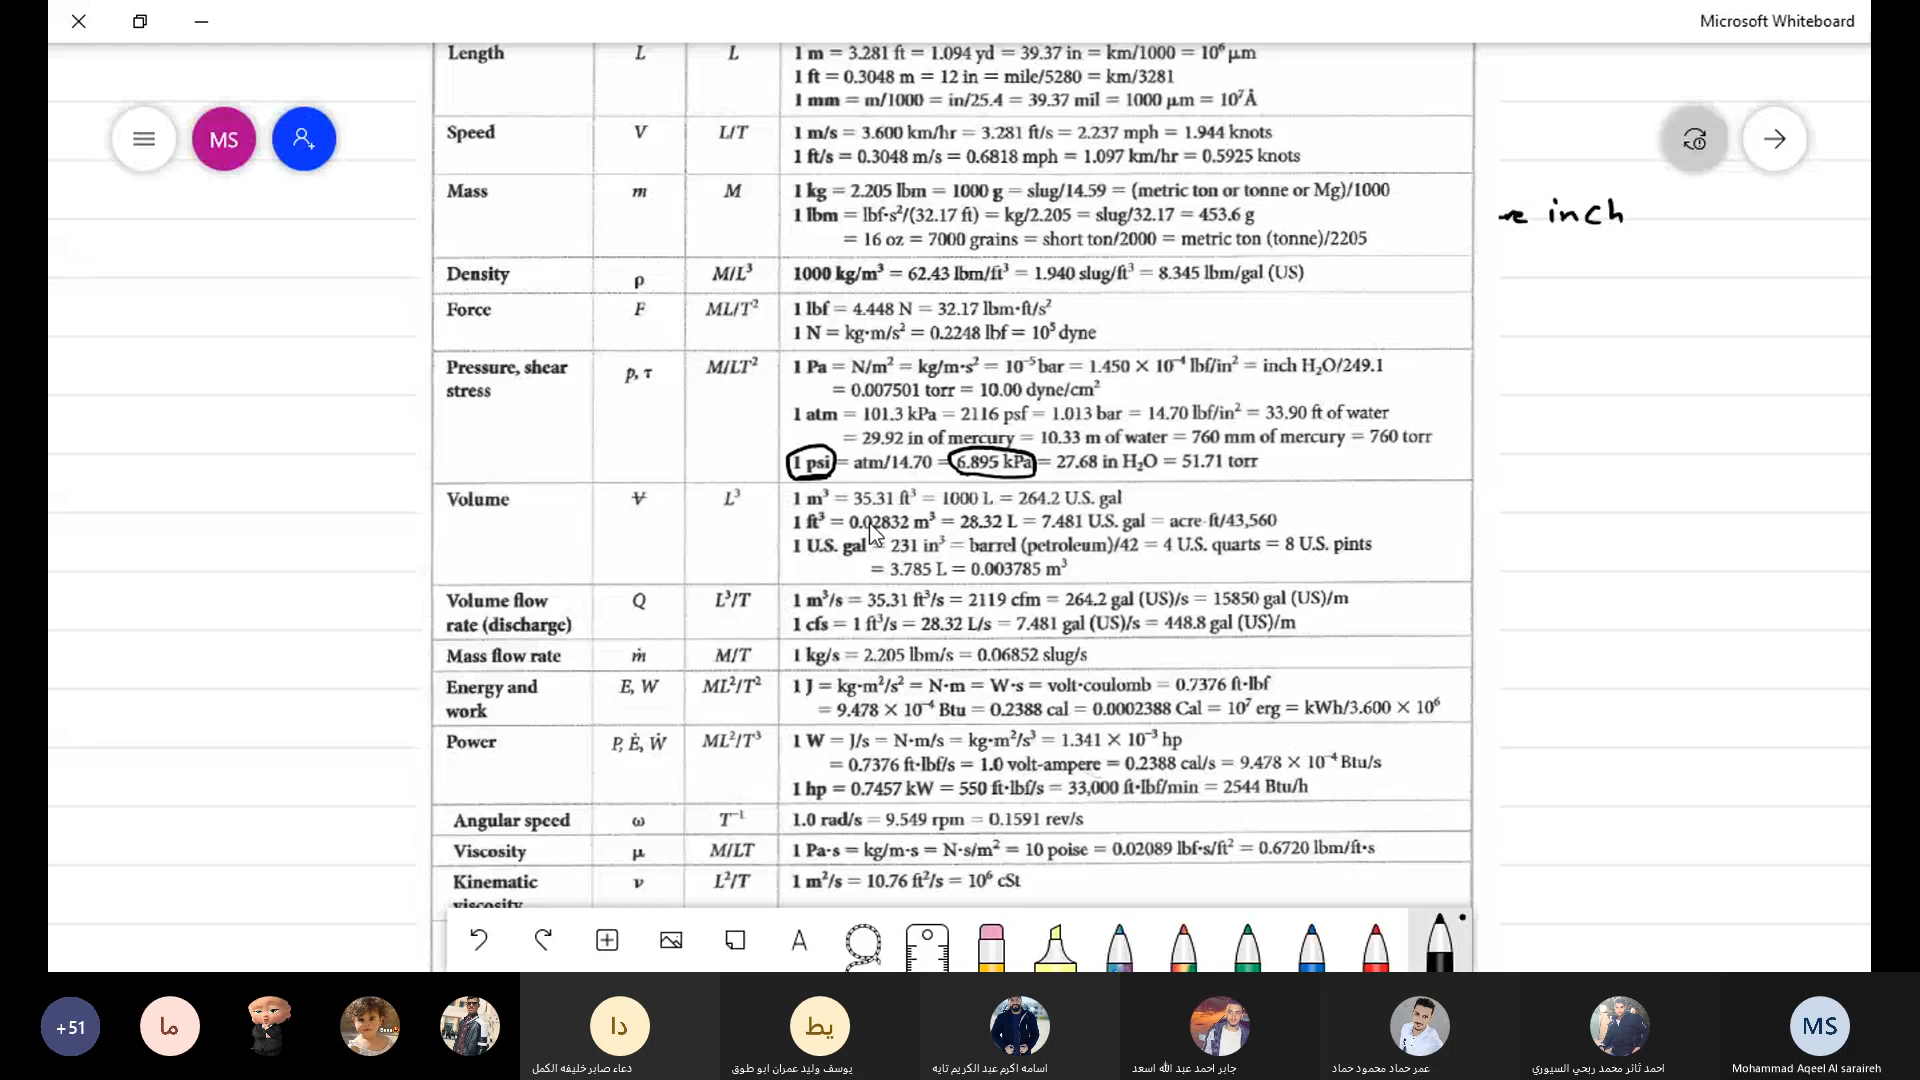 Microsoft Whiteboard
MS
Length L L 1 m = 3.281 ft = 1.094 yd = 39.37 in = km/1000 = 10⁶ μm
1 ft = 0.3048 m = 12 in = mile/5280 = km/3281
1 mm = m/1000 = in/25.4 = 39.37 mil = 1000 μm = 10⁷Å
Speed V L/T 1 m/s = 3.600 km/hr = 3.281 ft/s = 2.237 mph = 1.944 knots
1 ft/s = 0.3048 m/s = 0.6818 mph = 1.097 km/hr = 0.5925 knots
Mass m M 1 kg = 2.205 lbm = 1000 g = slug/14.59 = (metric ton or tonne or Mg)/1000
1 lbm = lbf·s²/(32.17 ft) = kg/2.205 = slug/32.17 = 453.6 g
= 16 oz = 7000 grains = short ton/2000 = metric ton (tonne)/2205
inch
Density ρ M/L³ 1000 kg/m³ = 62.43 lbm/ft³ = 1.940 slug/ft³ = 8.345 lbm/gal (US)
Force F ML/T² 1 lbf = 4.448 N = 32.17 lbm·ft/s²
1 N = kg·m/s² = 0.2248 lbf = 10⁵ dyne
Pressure, shear stress p, τ M/LT² 1 Pa = N/m² = kg/m·s² = 10⁻⁵ bar = 1.450 × 10⁻⁴ lbf/in² = inch H₂O/249.1
= 0.007501 torr = 10.00 dyne/cm²
1 atm = 101.3 kPa = 2116 psf = 1.013 bar = 14.70 lbf/in² = 33.90 ft of water
= 29.92 in of mercury = 10.33 m of water = 760 mm of mercury = 760 torr
1 psi = atm/14.70 = 6.895 kPa = 27.68 in H₂O = 51.71 torr
Volume V̶ L³ 1 m³ = 35.31 ft³ = 1000 L = 264.2 U.S. gal
1 ft³ = 0.02832 m³ = 28.32 L = 7.481 U.S. gal = acre-ft/43,560
1 U.S. gal = 231 in³ = barrel (petroleum)/42 = 4 U.S. quarts = 8 U.S. pints
= 3.785 L = 0.003785 m³
Volume flow rate (discharge) Q L³/T 1 m³/s = 35.31 ft³/s = 2119 cfm = 264.2 gal (US)/s = 15850 gal (US)/m
1 cfs = 1 ft³/s = 28.32 L/s = 7.481 gal (US)/s = 448.8 gal (US)/m
Mass flow rate ṁ M/T 1 kg/s = 2.205 lbm/s = 0.06852 slug/s
Energy and work E, W ML²/T² 1 J = kg·m²/s² = N·m = W·s = volt·coulomb = 0.7376 ft·lbf
= 9.478 × 10⁻⁴ Btu = 0.2388 cal = 0.0002388 Cal = 10⁷ erg = kWh/3.600 × 10⁶
Power P, Ė, Ẇ ML²/T³ 1 W = J/s = N·m/s = kg·m²/s³ = 1.341 × 10⁻³ hp
= 0.7376 ft·lbf/s = 1.0 volt-ampere = 0.2388 cal/s = 9.478 × 10⁻⁴ Btu/s
1 hp = 0.7457 kW = 550 ft·lbf/s = 33,000 ft·lbf/min = 2544 Btu/h
Angular speed ω T⁻¹ 1.0 rad/s = 9.549 rpm = 0.1591 rev/s
Viscosity μ M/LT 1 Pa·s = kg/m·s = N·s/m² = 10 poise = 0.02089 lbf·s/ft² = 0.6720 lbm/ft·s
Kinematic viscosity ν L²/T 1 m²/s = 10.76 ft²/s = 10⁶ cSt
+51
ما
دا
يط
MS
دعاء صابر خليفه الكمل
يوسف وليد عمران ابو طوق
اسامه اكرم عبد الكريم تايه
جابر احمد عبد الله اسعد
عمر حماد محمود حماد
احمد ثائر محمد ربحي السيوري
Mohammad Aqeel Al saraireh